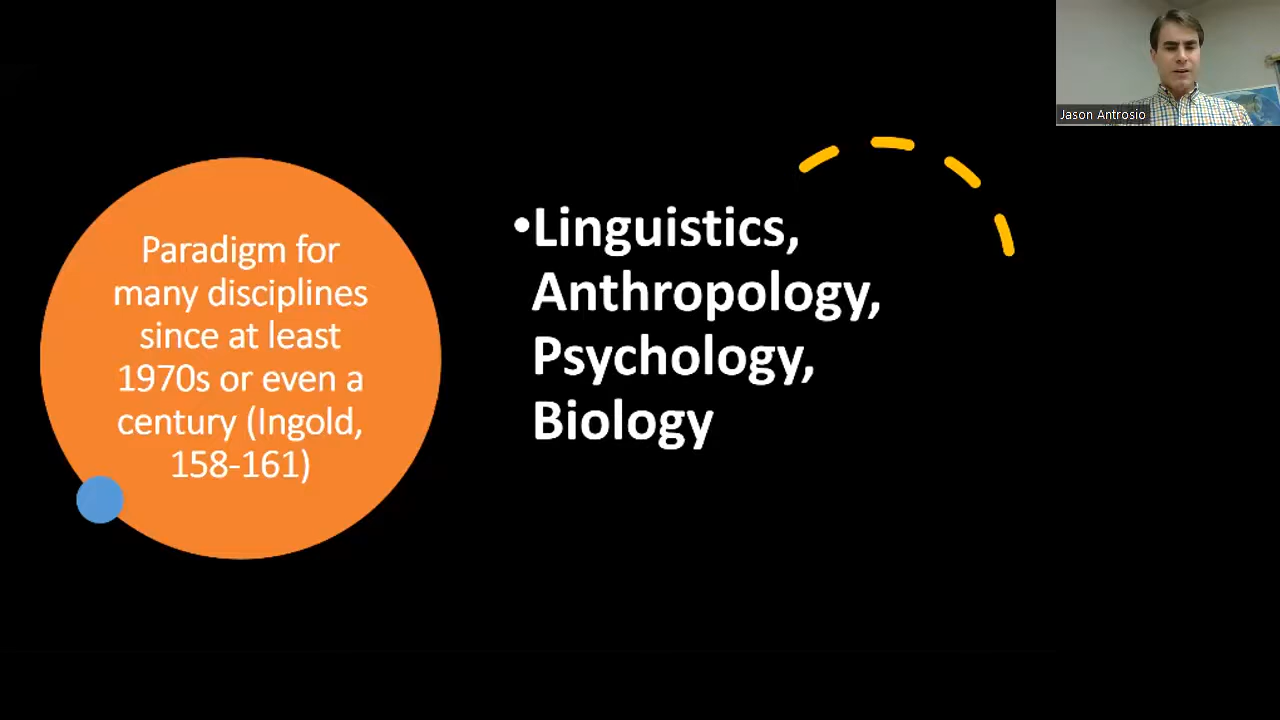 Jason Antrosio
Paradigm for
many disciplines
since at least
1970s or even a
century (Ingold,
158-161)
•Linguistics,
Anthropology,
Psychology,
Biology